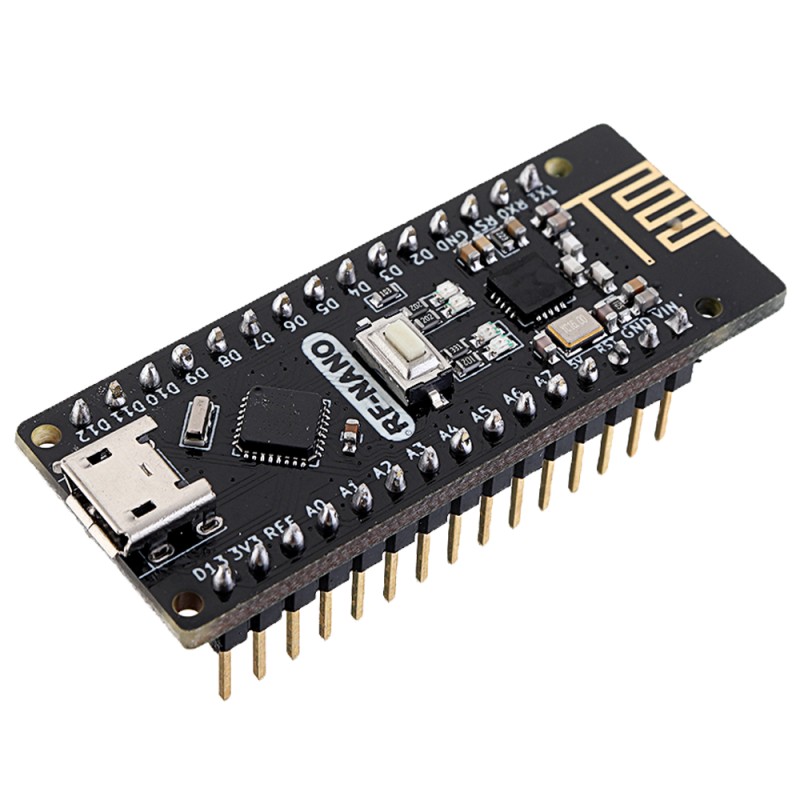 TX1
RX0
RST
GND
D2
D3
D4
D5
D6
D7
D8
D9
D10
D11
D12
RF-NANO
VIN
GND
RST
5V
A7
A6
A5
A4
A3
A2
A1
A0
REF
3V3
D13